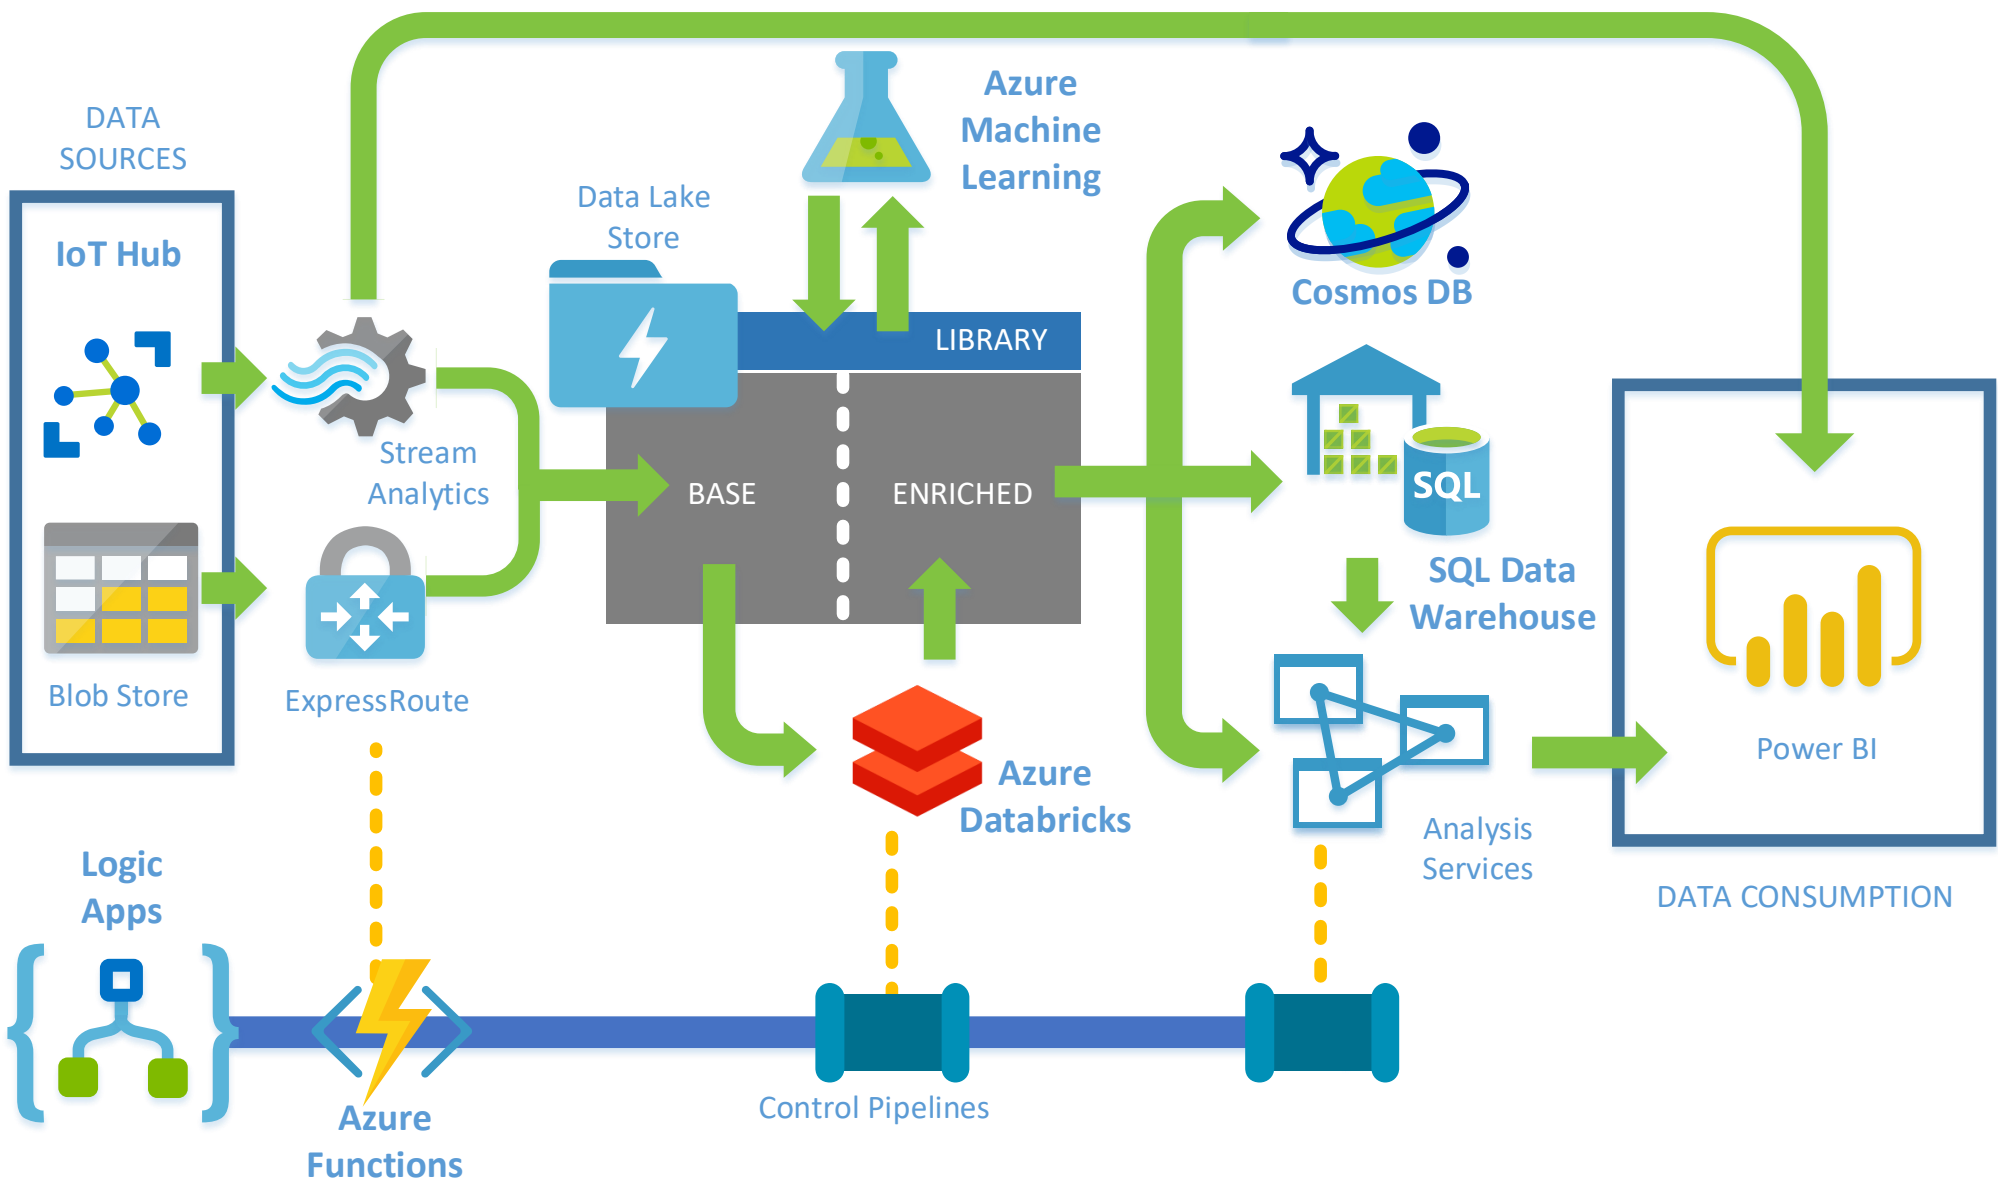 DATA
SOURCES
IoT Hub
Blob Store
Stream
Analytics
ExpressRoute
Data Lake
Store
Azure
Machine
Learning
LIBRARY
BASE
ENRICHED
Azure
Databricks
Cosmos DB
SQL
SQL Data
Warehouse
Analysis
Services
Power BI
DATA CONSUMPTION
Logic
Apps
Azure
Functions
Control Pipelines